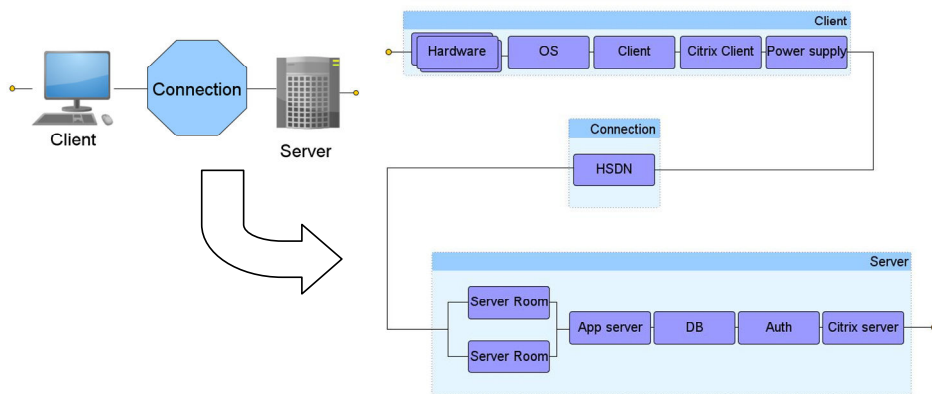 Client
Connection
Server
Client
Hardware
OS
Client
Citrix Client
Power supply
Connection
HSDN
Server
Server Room
Server Room
App server
DB
Auth
Citrix server